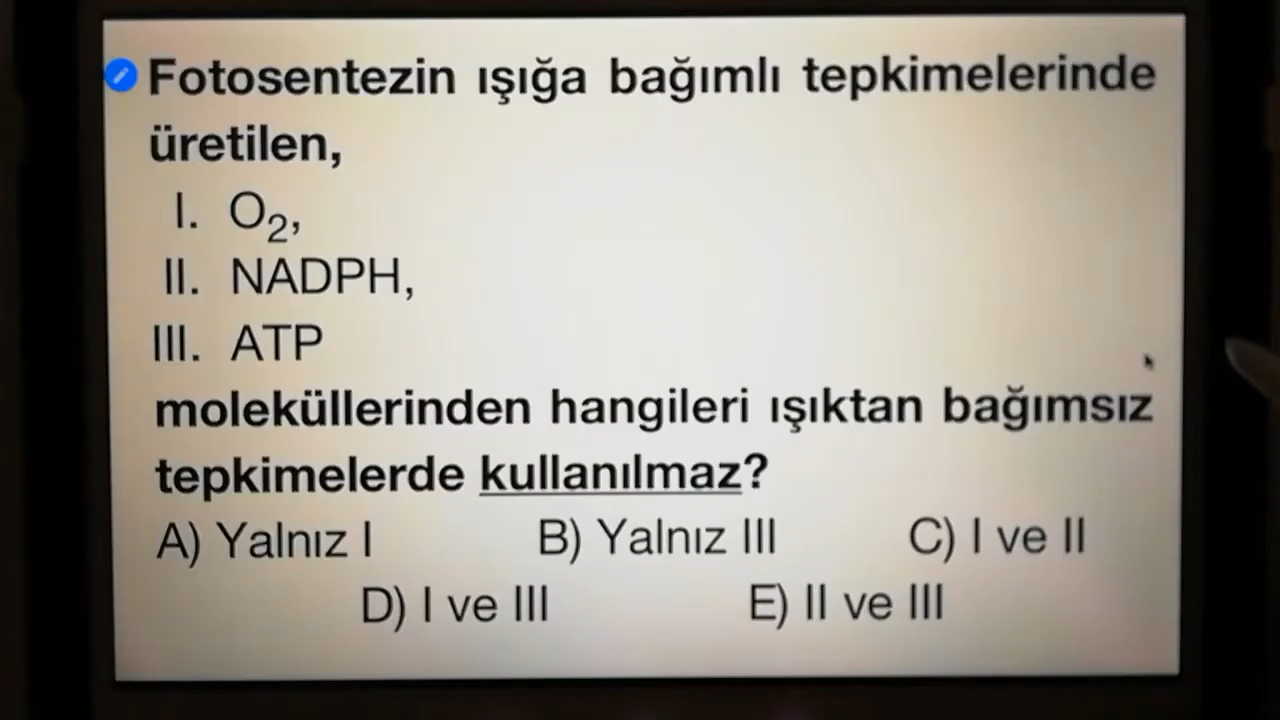 Fotosentezin ışığa bağımlı tepkimelerinde
üretilen,
I. O₂,
II. NADPH,
III. ATP
moleküllerinden hangileri ışıktan bağımsız
tepkimelerde kullanılmaz?
A) Yalnız I B) Yalnız III C) I ve II
D) I ve III E) II ve III